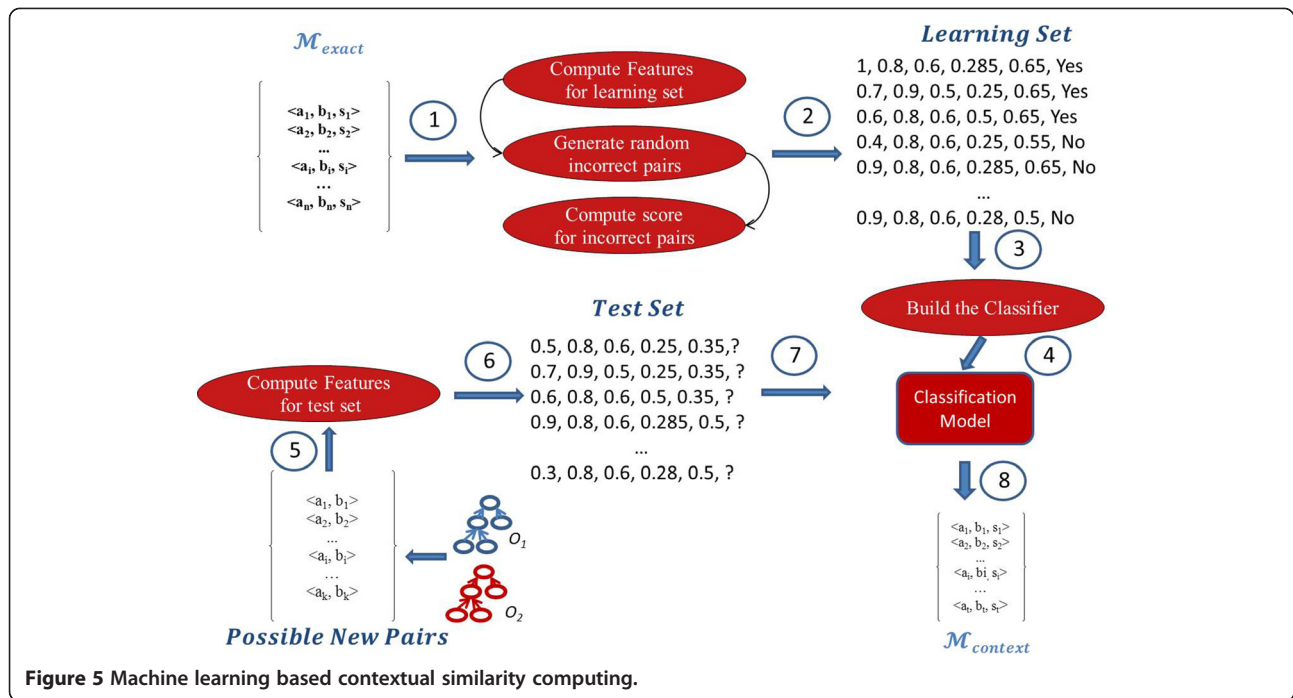 ℳexact
<a1, b1, s1>
<a2, b2, s2>
...
<ai, bi, si>
…
<an, bn, sn>
1
Compute Features
for learning set
Generate random
incorrect pairs
Compute score
for incorrect pairs
2
Learning Set
1, 0.8, 0.6, 0.285, 0.65, Yes
0.7, 0.9, 0.5, 0.25, 0.65, Yes
0.6, 0.8, 0.6, 0.5, 0.65, Yes
0.4, 0.8, 0.6, 0.25, 0.55, No
0.9, 0.8, 0.6, 0.285, 0.65, No
...
0.9, 0.8, 0.6, 0.28, 0.5, No
3
Build the Classifier
4
Classification
Model
Possible New Pairs
<a1, b1>
<a2, b2>
...
<ai, bi>
…
<ak, bk>
O1
O2
5
Compute Features
for test set
6
Test Set
0.5, 0.8, 0.6, 0.25, 0.35,?
0.7, 0.9, 0.5, 0.25, 0.35, ?
0.6, 0.8, 0.6, 0.5, 0.35, ?
0.9, 0.8, 0.6, 0.285, 0.5, ?
...
0.3, 0.8, 0.6, 0.28, 0.5, ?
7
8
<a1, b1, s1>
<a2, b2, s2>
...
<ai, bi, si>
…
<at, bt, st>
ℳcontext
Figure 5 Machine learning based contextual similarity computing.